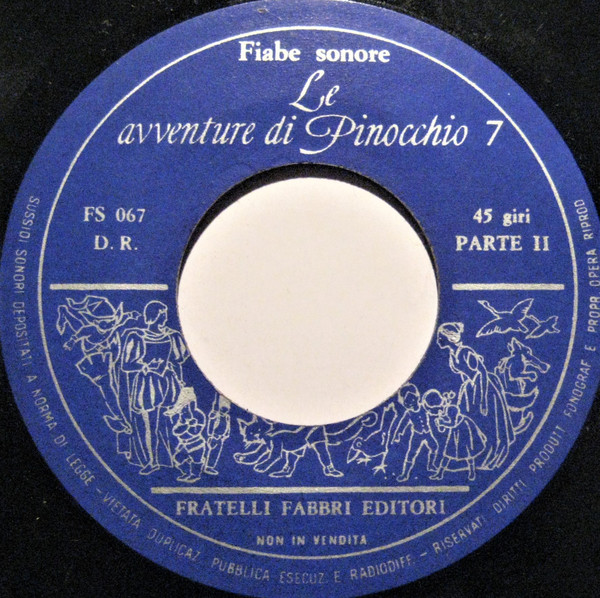 Fiabe sonore
Le
avventure di Pinocchio 7
FS 067
D. R.
45 giri
PARTE II
FRATELLI FABBRI EDITORI
NON IN VENDITA
SUSSIDI SONORI DEPOSITATI A NORMA DI LEGGE - VIETATA DUPLICAZ. PUBBLICA ESECUZ. E RADIODIFF. - RISERVATI DIRITTI PRODUT. FONOGRAF. E PROPR. OPERA RIPROD.